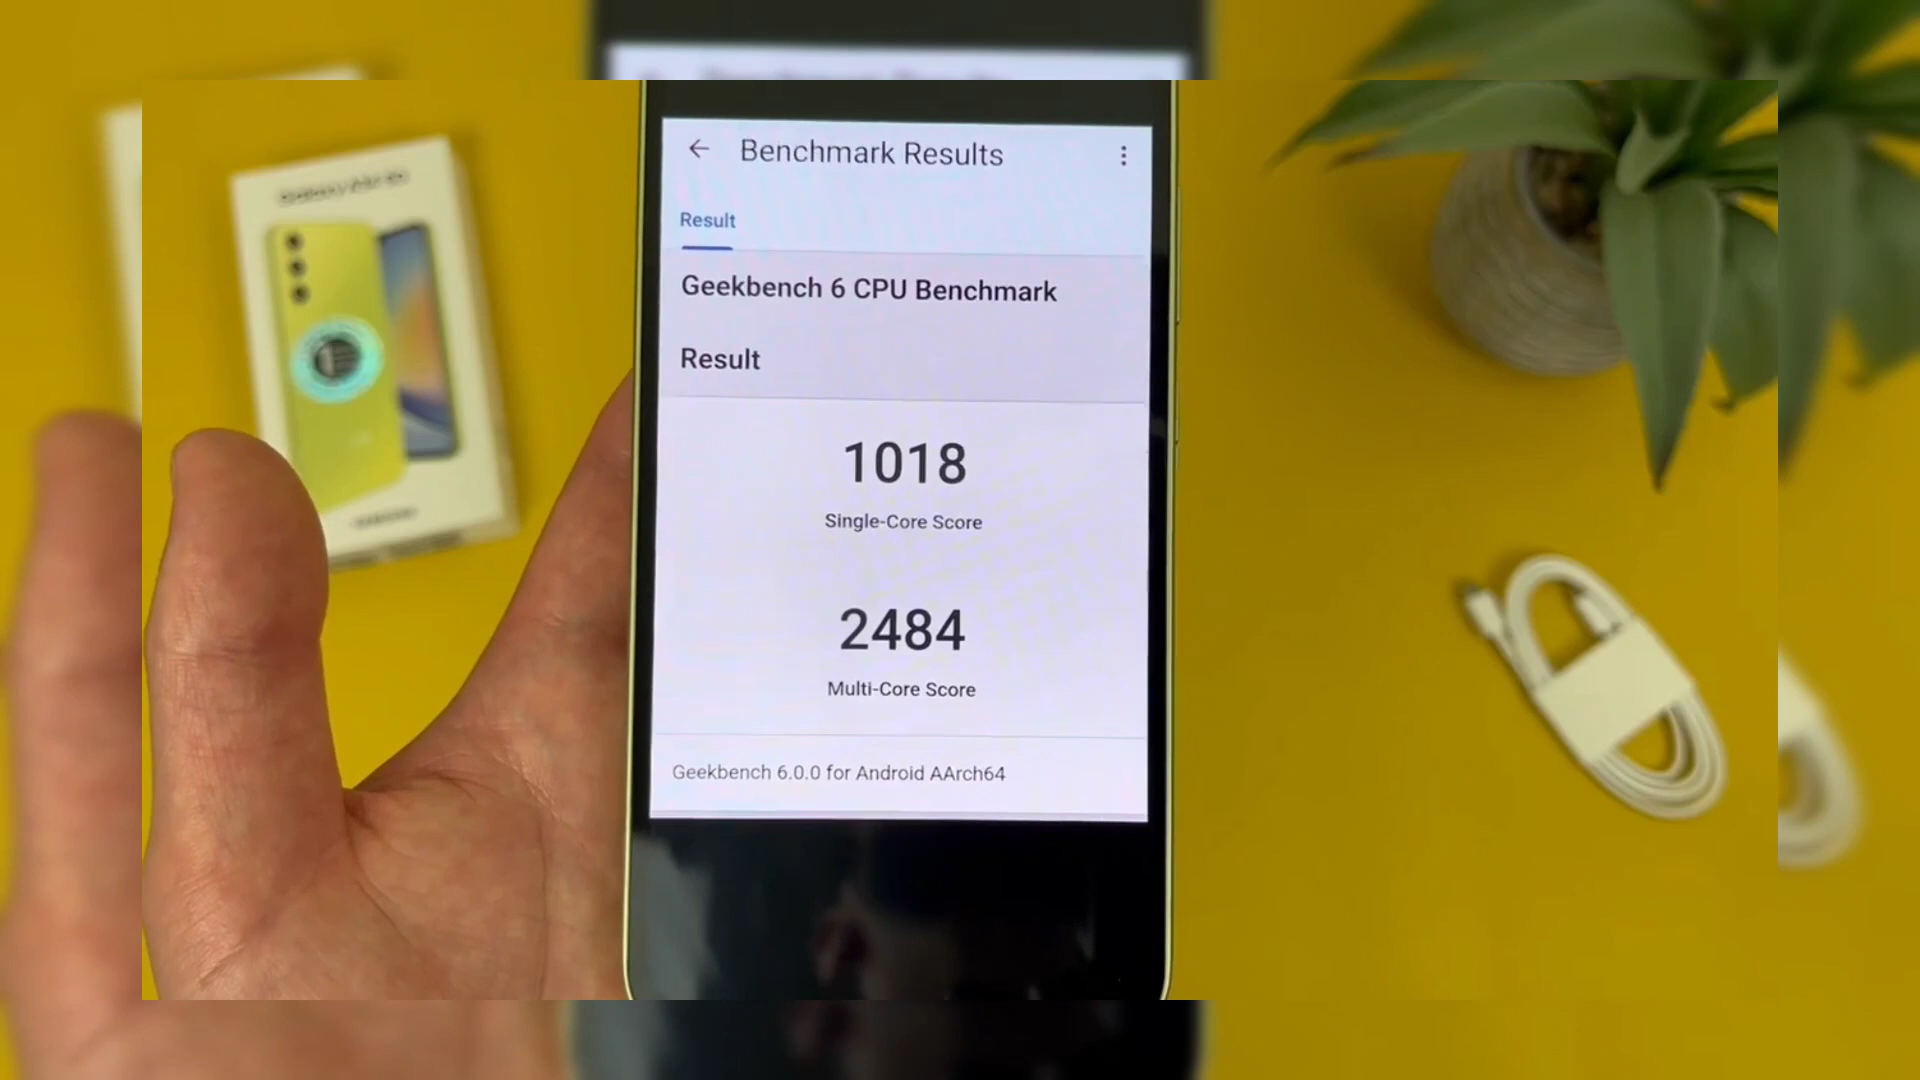 Benchmark Results
Result
Geekbench 6 CPU Benchmark
Result
1018
Single-Core Score
2484
Multi-Core Score
Geekbench 6.0.0 for Android AArch64